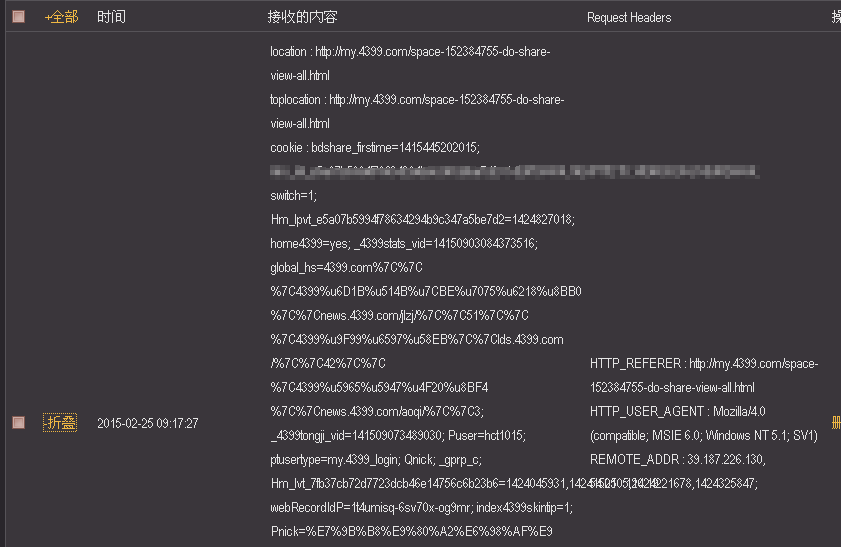 +全部 时间 接收的内容 Request Headers
location : http://my.4399.com/space-152384755-do-share-
view-all.html
toplocation : http://my.4399.com/space-152384755-do-share-
view-all.html
cookie : bdshare_firstime=1415445202015;
switch=1;
Hm_lpvt_e5a07b5994f78634294b9c347a5be7d2=1424827018;
home4399=yes; _4399stats_vid=14150903084373516;
global_hs=4399.com%7C%7C
%7C4399%u6D1B%u514B%u7CBE%u7075%u6218%u8BB0
%7C%7Cnews.4399.com/jlzj/%7C%7C51%7C%7C
%7C4399%u9F99%u6597%u58EB%7C%7Clds.4399.com
/%7C%7C42%7C%7C
%7C4399%u5965%u5947%u4F20%u8BF4
%7C%7Cnews.4399.com/aoqi/%7C%7C3;
_4399tongji_vid=141509073489030; Puser=hct1015;
ptusertype=my.4399_login; Qnick; _gprp_c;
Hm_lvt_7fb37cb72d7723dcb46e14756c6b23b6=1424045931,
webRecordIdP=1t4umisq-6sv70x-og9mr; index4399skintip=1;
Pnick=%E7%9B%B8%E9%80%A2%E6%98%AF%E9
-折叠 2015-02-25 09:17:27
HTTP_REFERER : http://my.4399.com/space-
152384755-do-share-view-all.html
HTTP_USER_AGENT : Mozilla/4.0
(compatible; MSIE 6.0; Windows NT 5.1; SV1)
REMOTE_ADDR : 39.187.226.130,